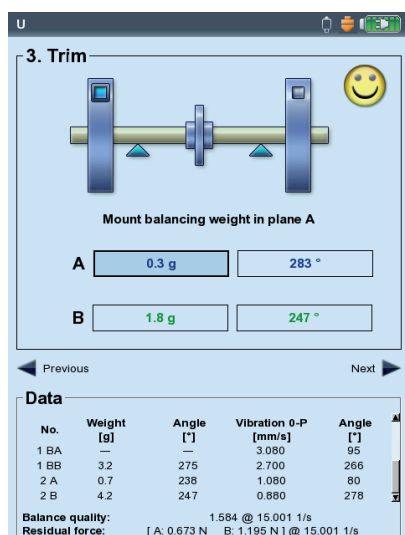 U
3. Trim
Mount balancing weight in plane A
A 0.3 g 283 °
B 1.8 g 247 °
Previous Next
Data
No. Weight [g] Angle [°] Vibration 0-P [mm/s] Angle [°]
1 BA — — 3.080 95
1 BB 3.2 275 2.700 266
2 A 0.7 238 1.080 80
2 B 4.2 247 0.880 278
Balance quality: 1.584 @ 15.001 1/s
Residual force: [ A: 0.673 N B: 1.195 N ] @ 15.001 1/s